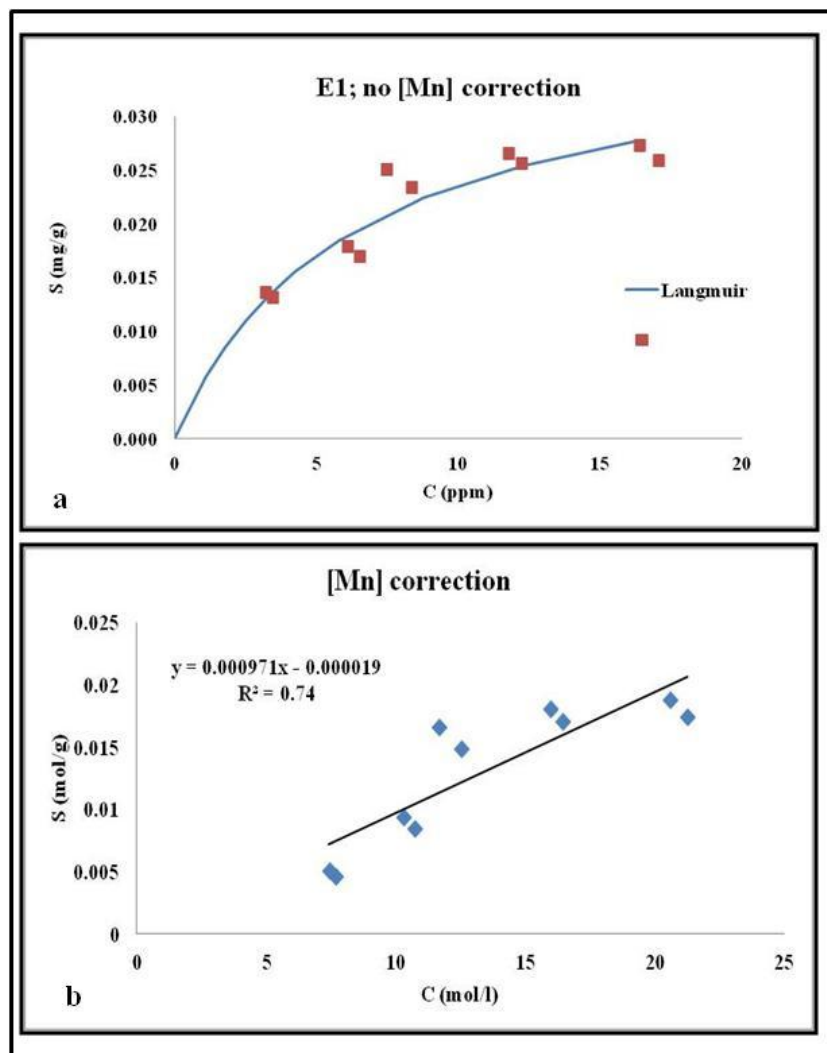 E1; no [Mn] correction
0.030
0.025
0.020
0.015
0.010
0.005
0.000
S (mg/g)
Langmuir
0 5 10 15 20
C (ppm)
a
[Mn] correction
0.025
0.02
0.015
0.01
0.005
0
S (mol/g)
y = 0.000971x - 0.000019
R² = 0.74
0 5 10 15 20 25
C (mol/l)
b